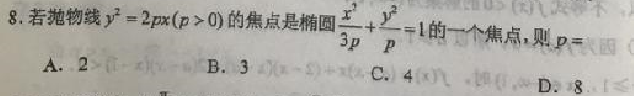 8. 若抛物线 y² = 2px(p > 0) 的焦点是椭圆 x²/3p + y²/p = 1 的一个焦点, 则 p =
A. 2 B. 3 C. 4 D. 8